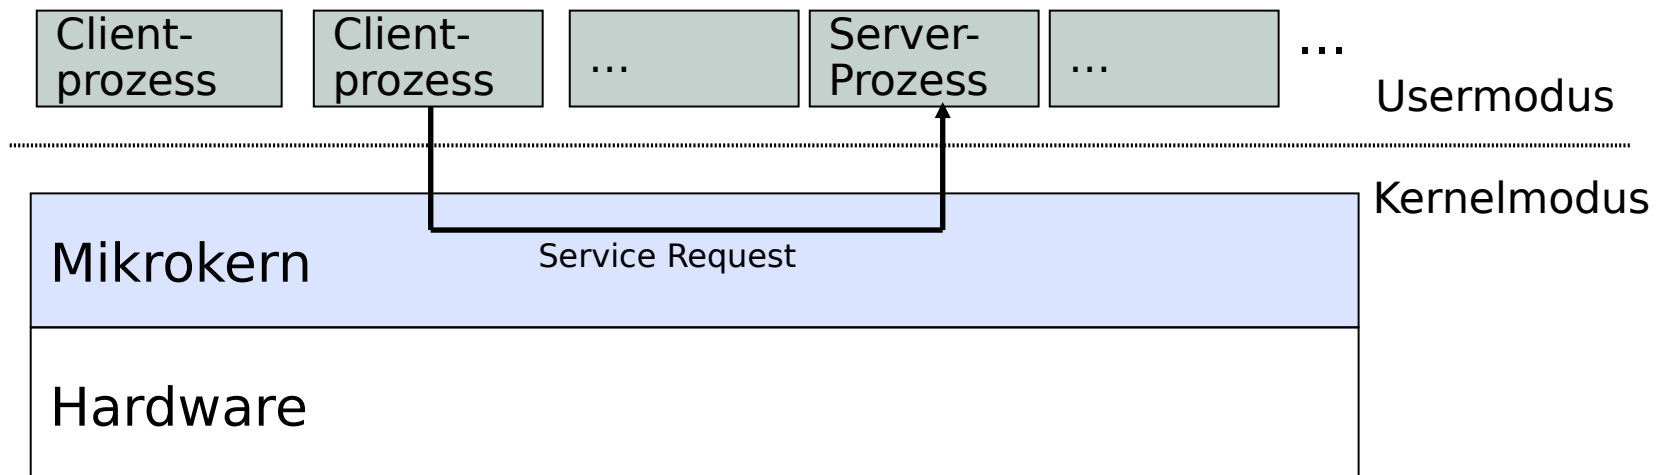 Client-
prozess
Client-
prozess
...
Server-
Prozess
...
...
Usermodus
Kernelmodus
Mikrokern
Service Request
Hardware